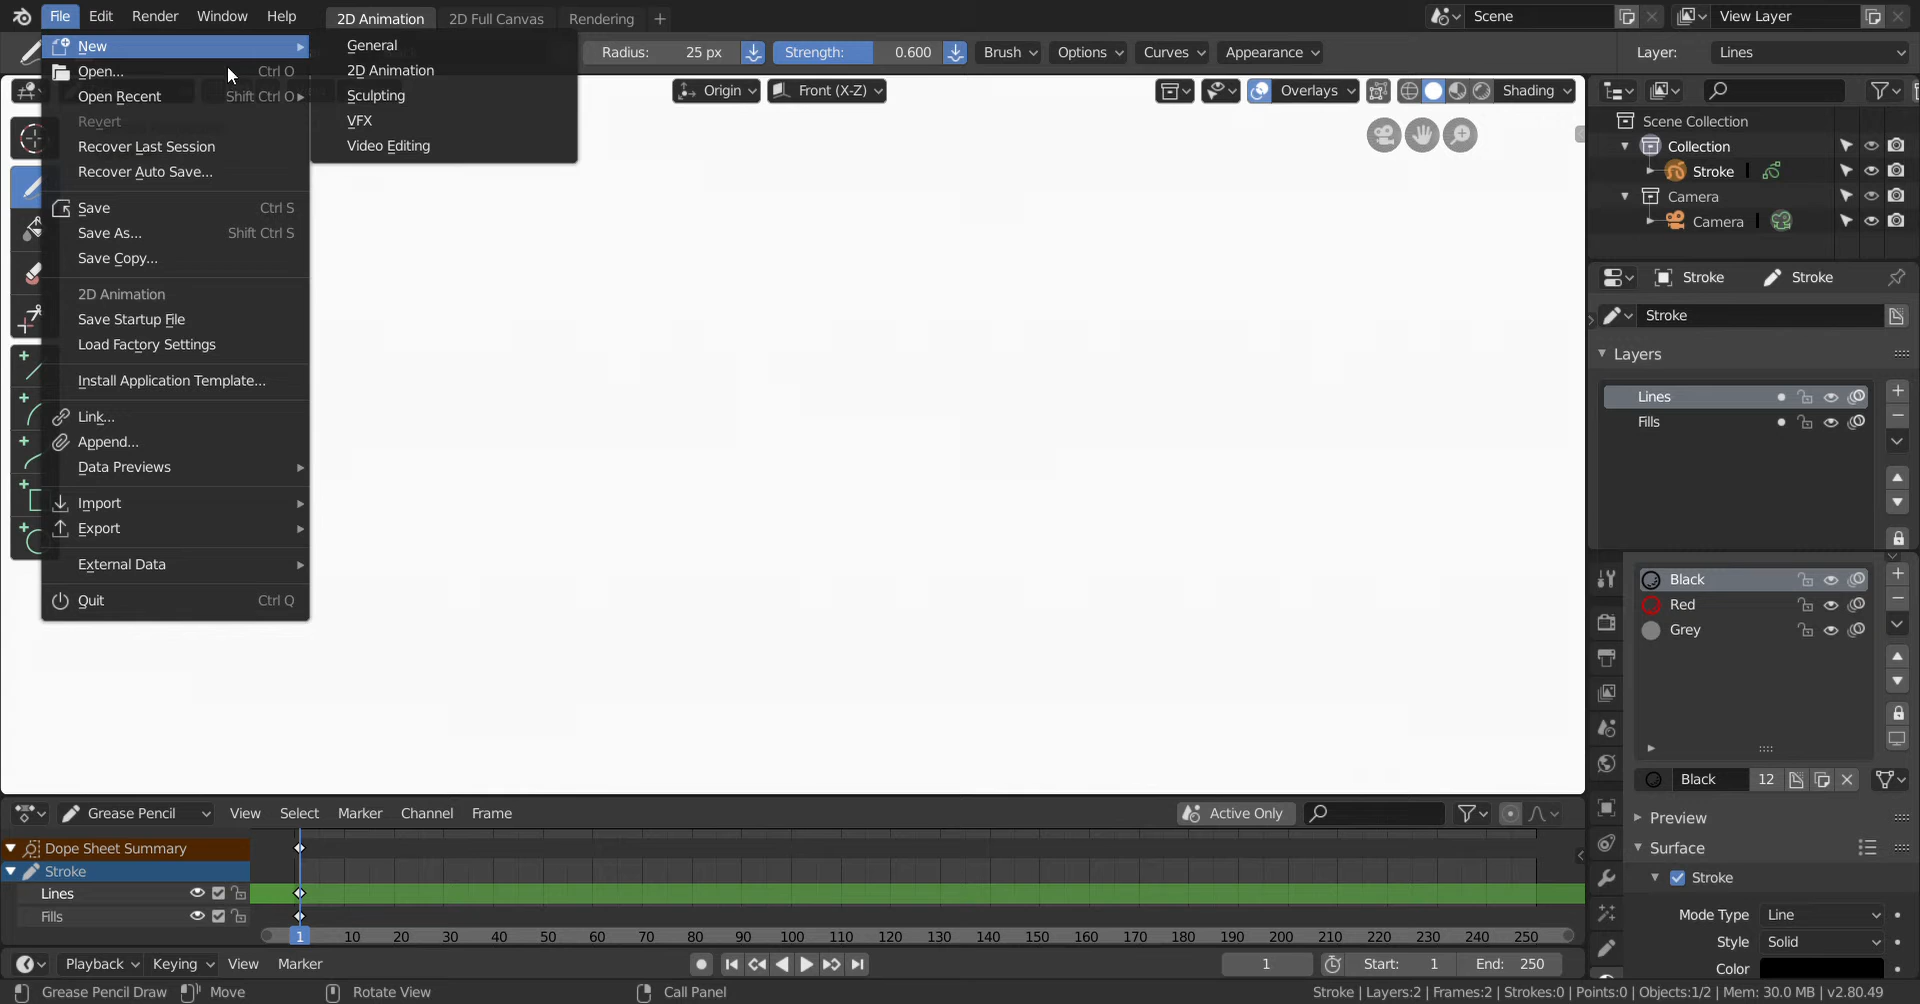 File Edit Render Window Help 2D Animation 2D Full Canvas Rendering Scene View Layer
New General Radius: 25 px Strength: 0.600 Brush Options Curves Appearance Layer: Lines
Open... Ctrl O 2D Animation
Open Recent Shift Ctrl O Sculpting Origin Front (X-Z) Overlays Shading
Revert VFX Scene Collection
Recover Last Session Video Editing Collection
Recover Auto Save... Stroke
Camera
Save Ctrl S Camera
Save As... Shift Ctrl S
Save Copy...
2D Animation Stroke Stroke
Save Startup File Stroke
Load Factory Settings Layers
Install Application Template... Lines
Link... Fills
Append...
Data Previews
Import
Export
External Data Black
Quit Ctrl Q Red
Grey
Black 12
Grease Pencil View Select Marker Channel Frame Active Only Preview
Dope Sheet Summary Surface
Stroke Stroke
Lines
Fills Mode Type Line
1 10 20 30 40 50 60 70 80 90 100 110 120 130 140 150 160 170 180 190 200 210 220 230 240 250 Style Solid
Playback Keying View Marker 1 Start: 1 End: 250 Color
Grease Pencil Draw Move Rotate View Call Panel Stroke | Layers:2 | Frames:2 | Strokes:0 | Points:0 | Objects:1/2 | Mem: 30.0 MB | v2.80.49